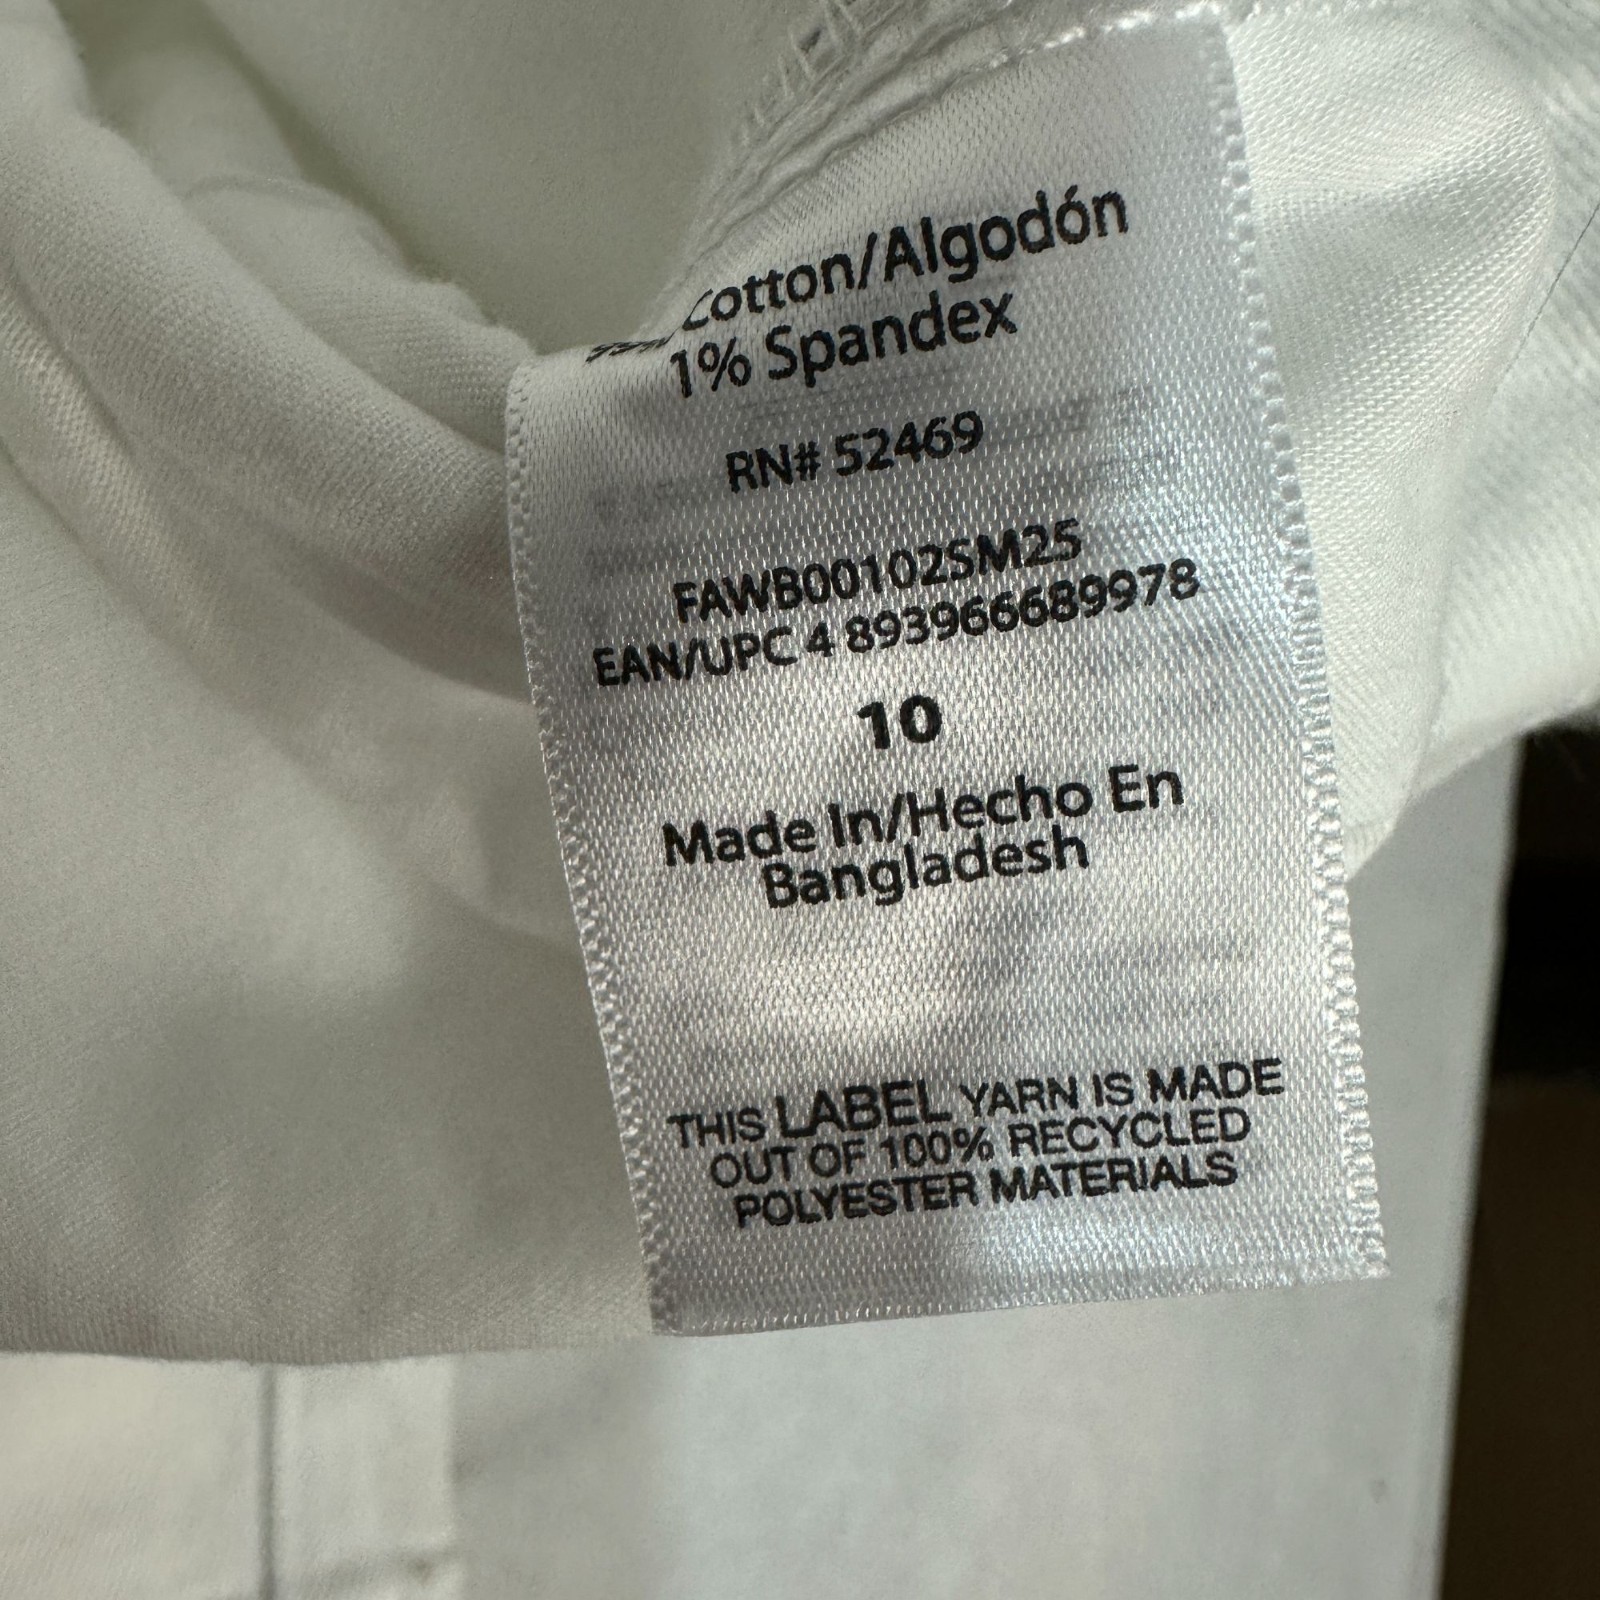 Cotton/Algodón
1% Spandex
RN# 52469
FAWB00102SM25
EAN/UPC 4 893966689978
10
Made In/Hecho En
Bangladesh
THIS LABEL YARN IS MADE
OUT OF 100% RECYCLED
POLYESTER MATERIALS